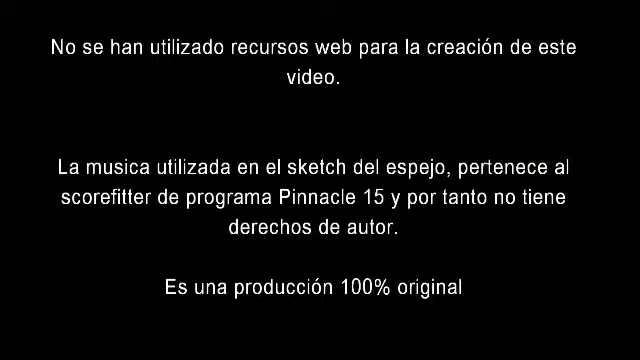 No se han utilizado recursos web para la creación de este
video.
La musica utilizada en el sketch del espejo, pertenece al
scorefitter de programa Pinnacle 15 y por tanto no tiene
derechos de autor.
Es una producción 100% original